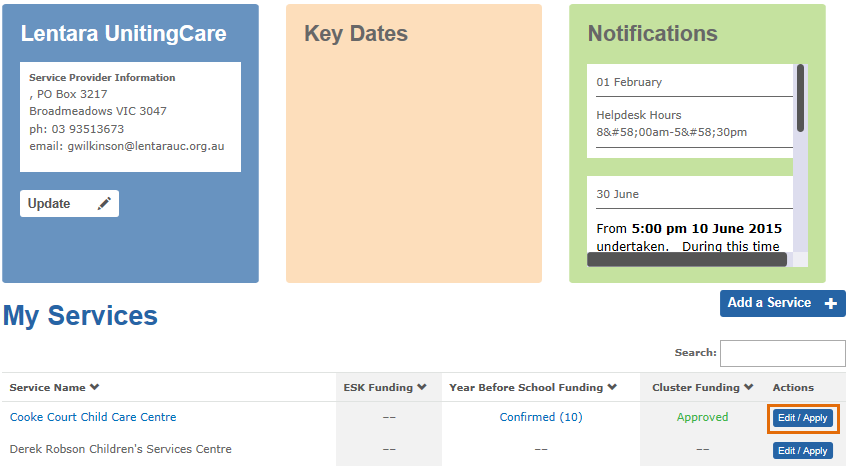 Lentara UnitingCare
Service Provider Information
, PO Box 3217
Broadmeadows VIC 3047
ph: 03 93513673
email: gwilkinson@lentarauc.org.au
Update
Key Dates
Notifications
01 February
Helpdesk Hours
8&#58;00am-5&#58;30pm
30 June
From 5:00 pm 10 June 2015
undertaken. During this time
My Services
Add a Service
Search:
Service Name ESK Funding Year Before School Funding Cluster Funding Actions
Cooke Court Child Care Centre -- Confirmed (10) Approved Edit / Apply
Derek Robson Children's Services Centre -- -- -- Edit / Apply